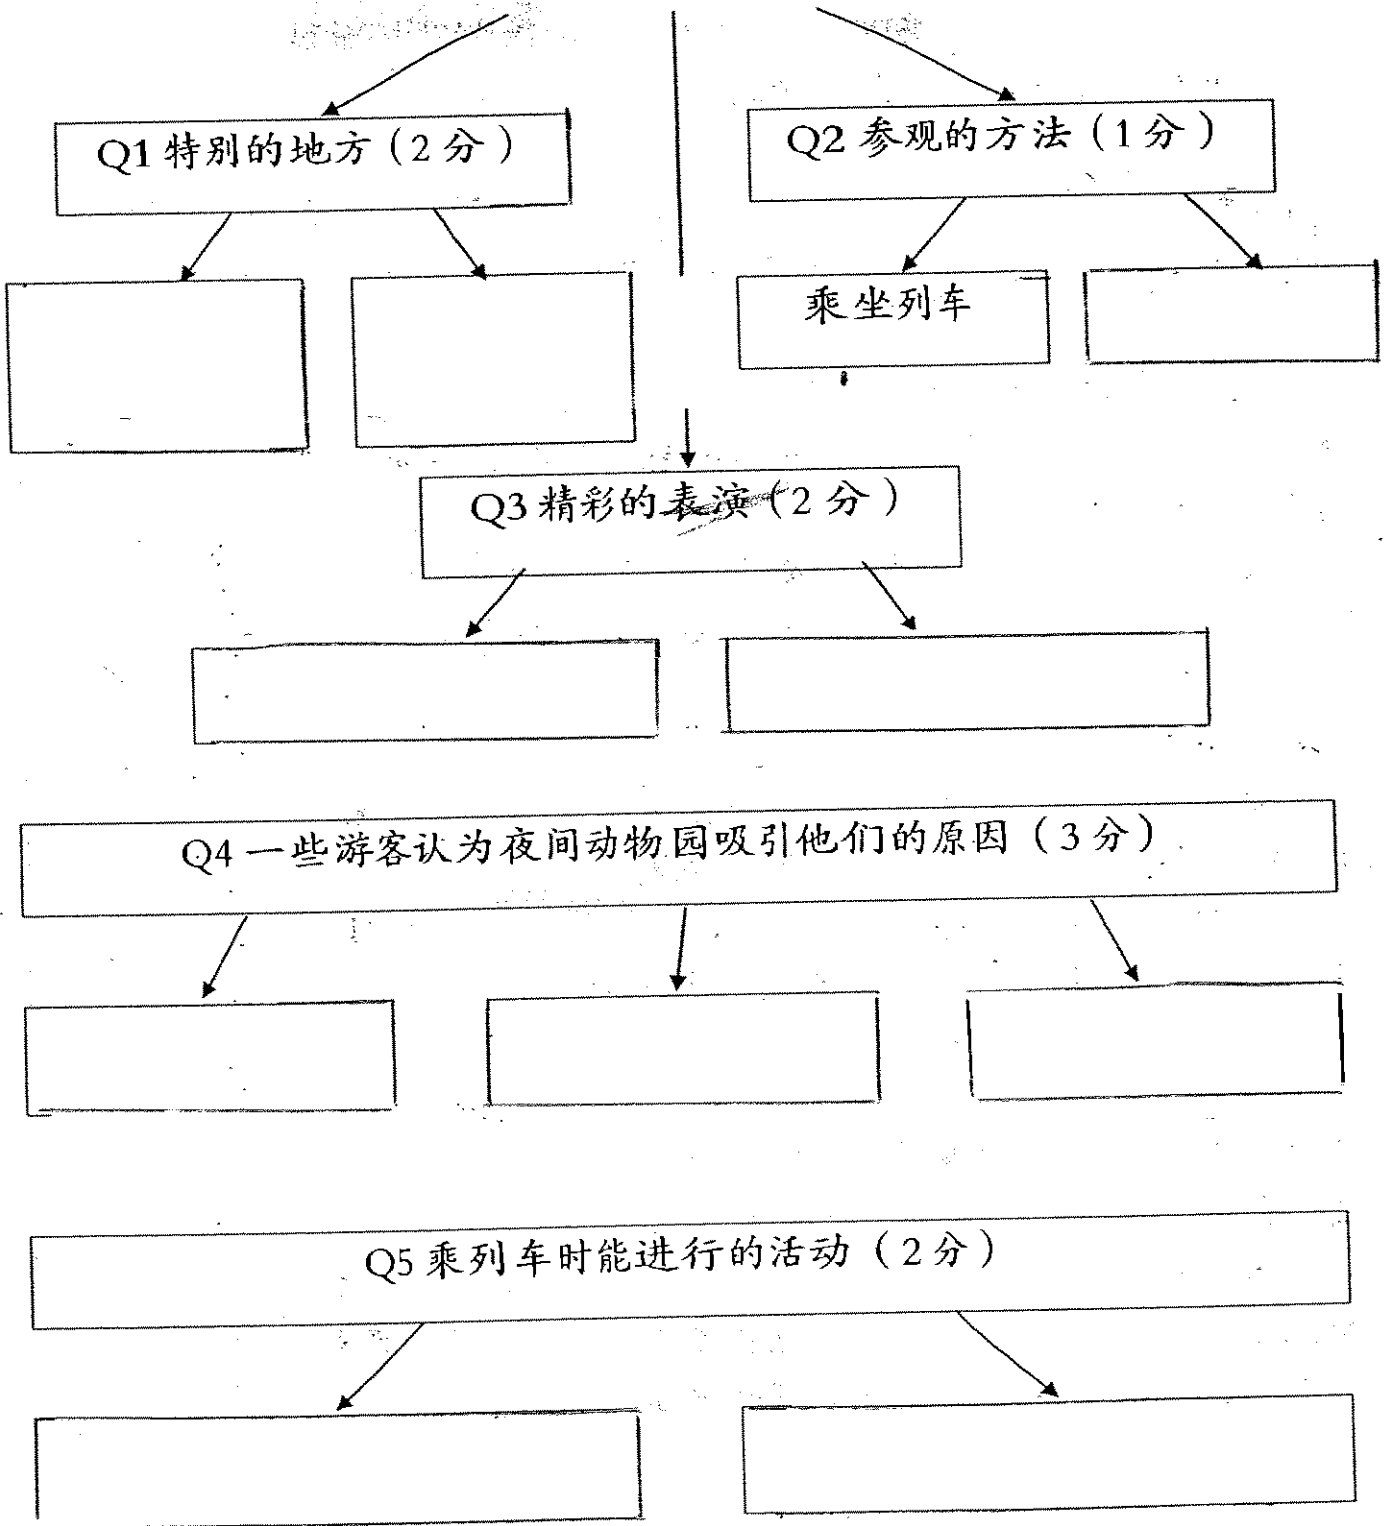 Q1 特别的地方（2 分）
Q2 参观的方法（1 分）
乘坐列车
Q3 精彩的表演（2 分）
Q4 一些游客认为夜间动物园吸引他们的原因（3 分）
Q5 乘列车时能进行的活动（2 分）